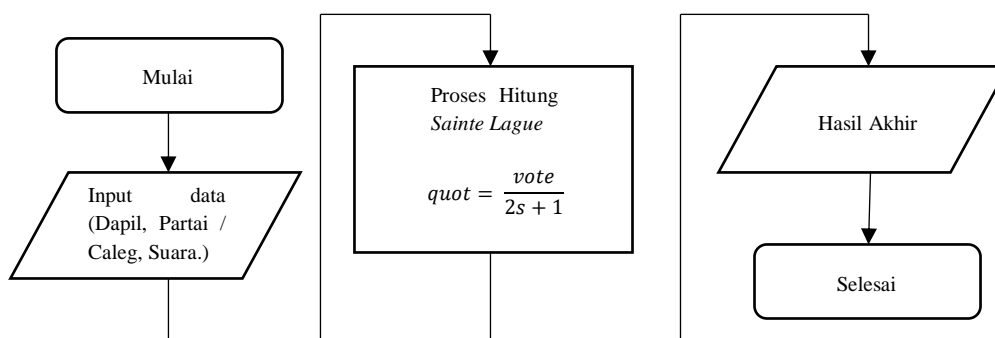 Mulai
Input data
(Dapil, Partai /
Caleg, Suara.)
Proses Hitung
Sainte Lague
quot = vote / 2s + 1
Hasil Akhir
Selesai